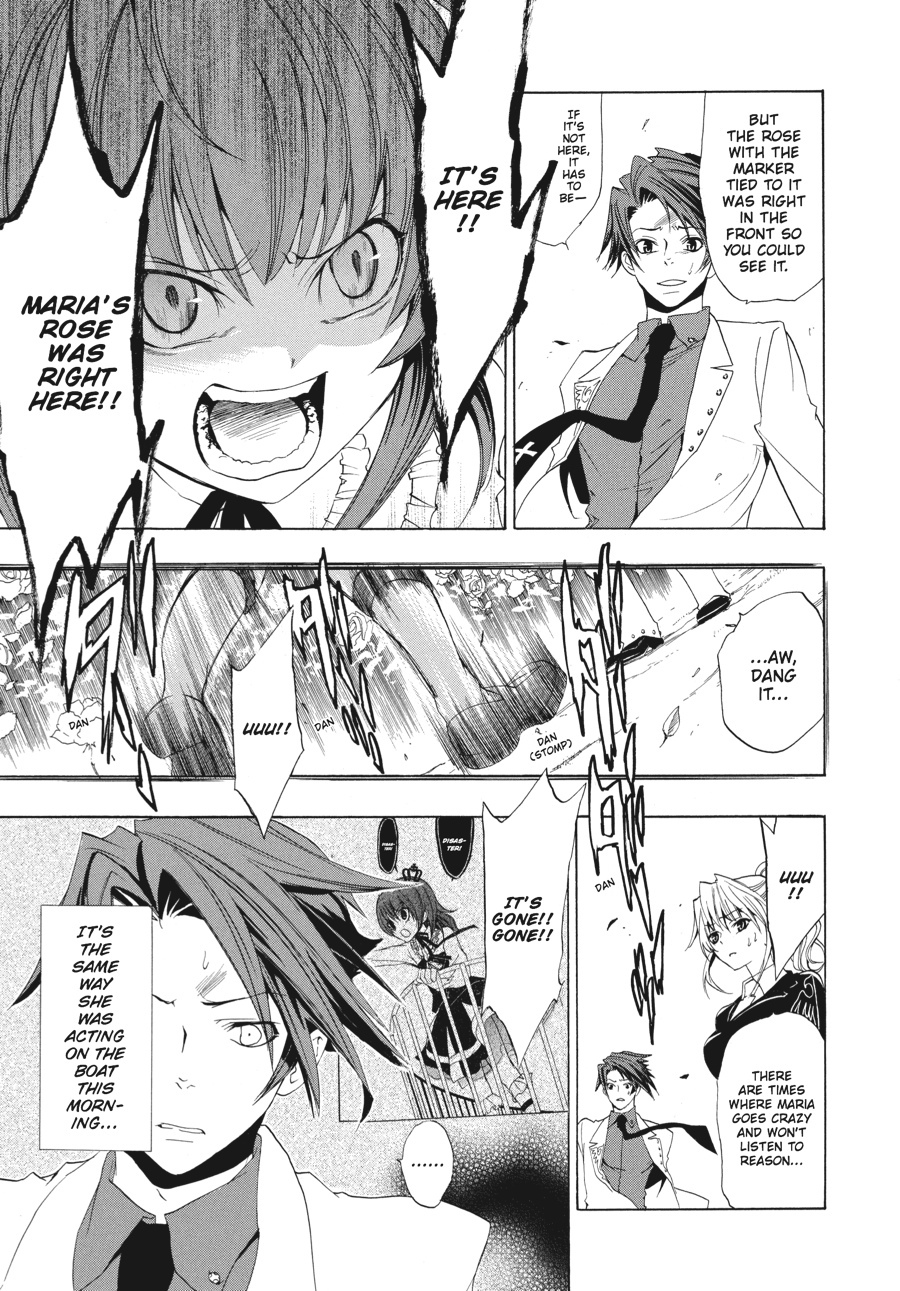 BUT
THE ROSE
WITH THE
MARKER
TIED TO IT
WAS RIGHT
IN THE
FRONT SO
YOU COULD
SEE IT.
IF
IT'S
NOT
HERE,
IT
HAS
TO
BE—
IT'S
HERE
!!
MARIA'S
ROSE
WAS
RIGHT
HERE!!
...AW,
DANG
IT...
DAN
(STOMP)
DAN
UUU!!
DAN
UUU
!!
DAN
THERE
ARE TIMES
WHERE MARIA
GOES CRAZY
AND WON'T
LISTEN TO
REASON...
IT'S
GONE!!
GONE!!
DISAS-
TER!
DISAS-
TER!
IT'S
THE
SAME
WAY
SHE
WAS
ACTING
ON THE
BOAT
THIS
MORN-
ING...
......